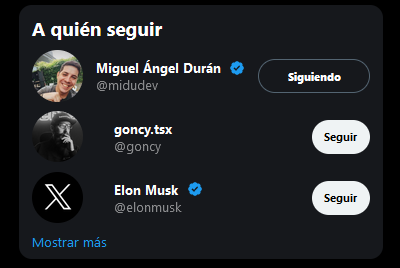 A quién seguir
Miguel Ángel Durán
@midudev
Siguiendo
goncy.tsx
@goncy
Seguir
Elon Musk
@elonmusk
Seguir
Mostrar más